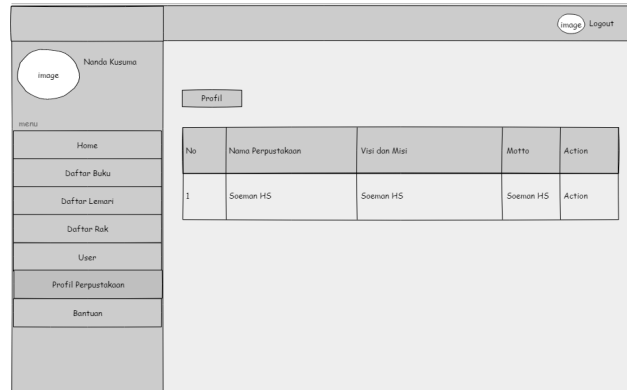 image Logout
image
Nanda Kusuma
menu
Home
Daftar Buku
Daftar Lemari
Daftar Rak
User
Profil Perpustakaan
Bantuan
Profil
No Nama Perpustakaan Visi dan Misi Motto Action
1 Soeman HS Soeman HS Soeman HS Action